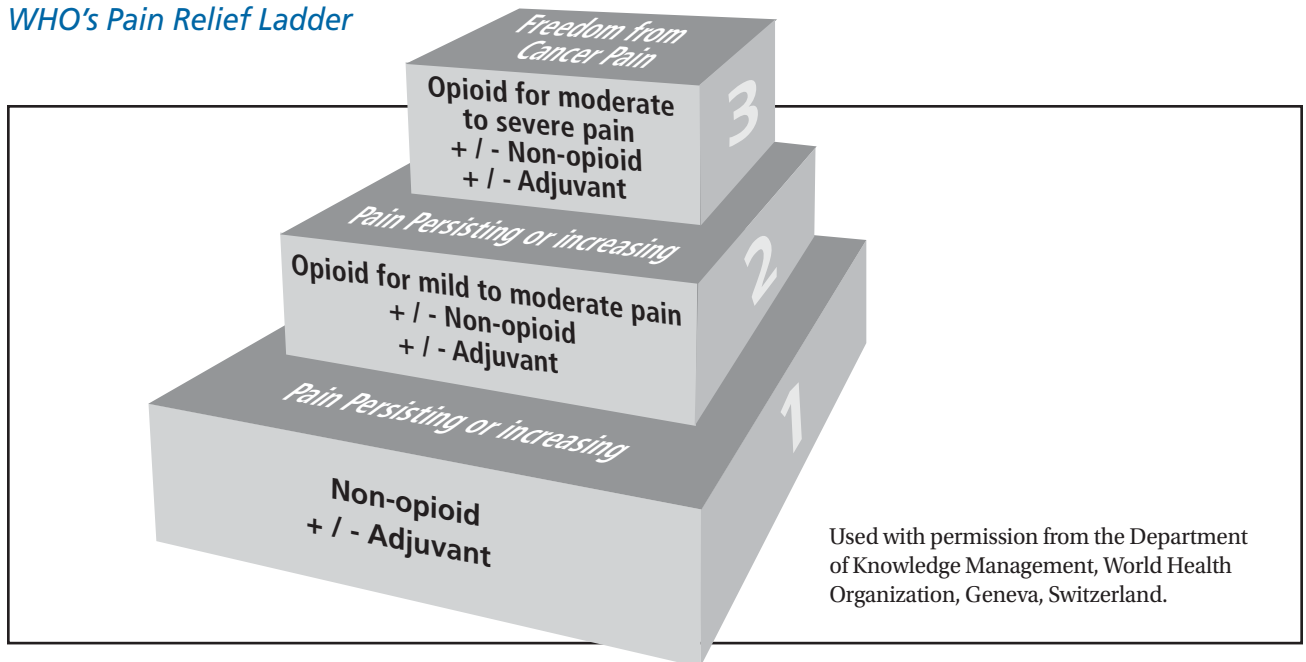 WHO's Pain Relief Ladder
Freedom from
Cancer Pain
Opioid for moderate
to severe pain
+ / - Non-opioid
+ / - Adjuvant
3
Pain Persisting or increasing
Opioid for mild to moderate pain
+ / - Non-opioid
+ / - Adjuvant
2
Pain Persisting or increasing
Non-opioid
+ / - Adjuvant
1
Used with permission from the Department
of Knowledge Management, World Health
Organization, Geneva, Switzerland.